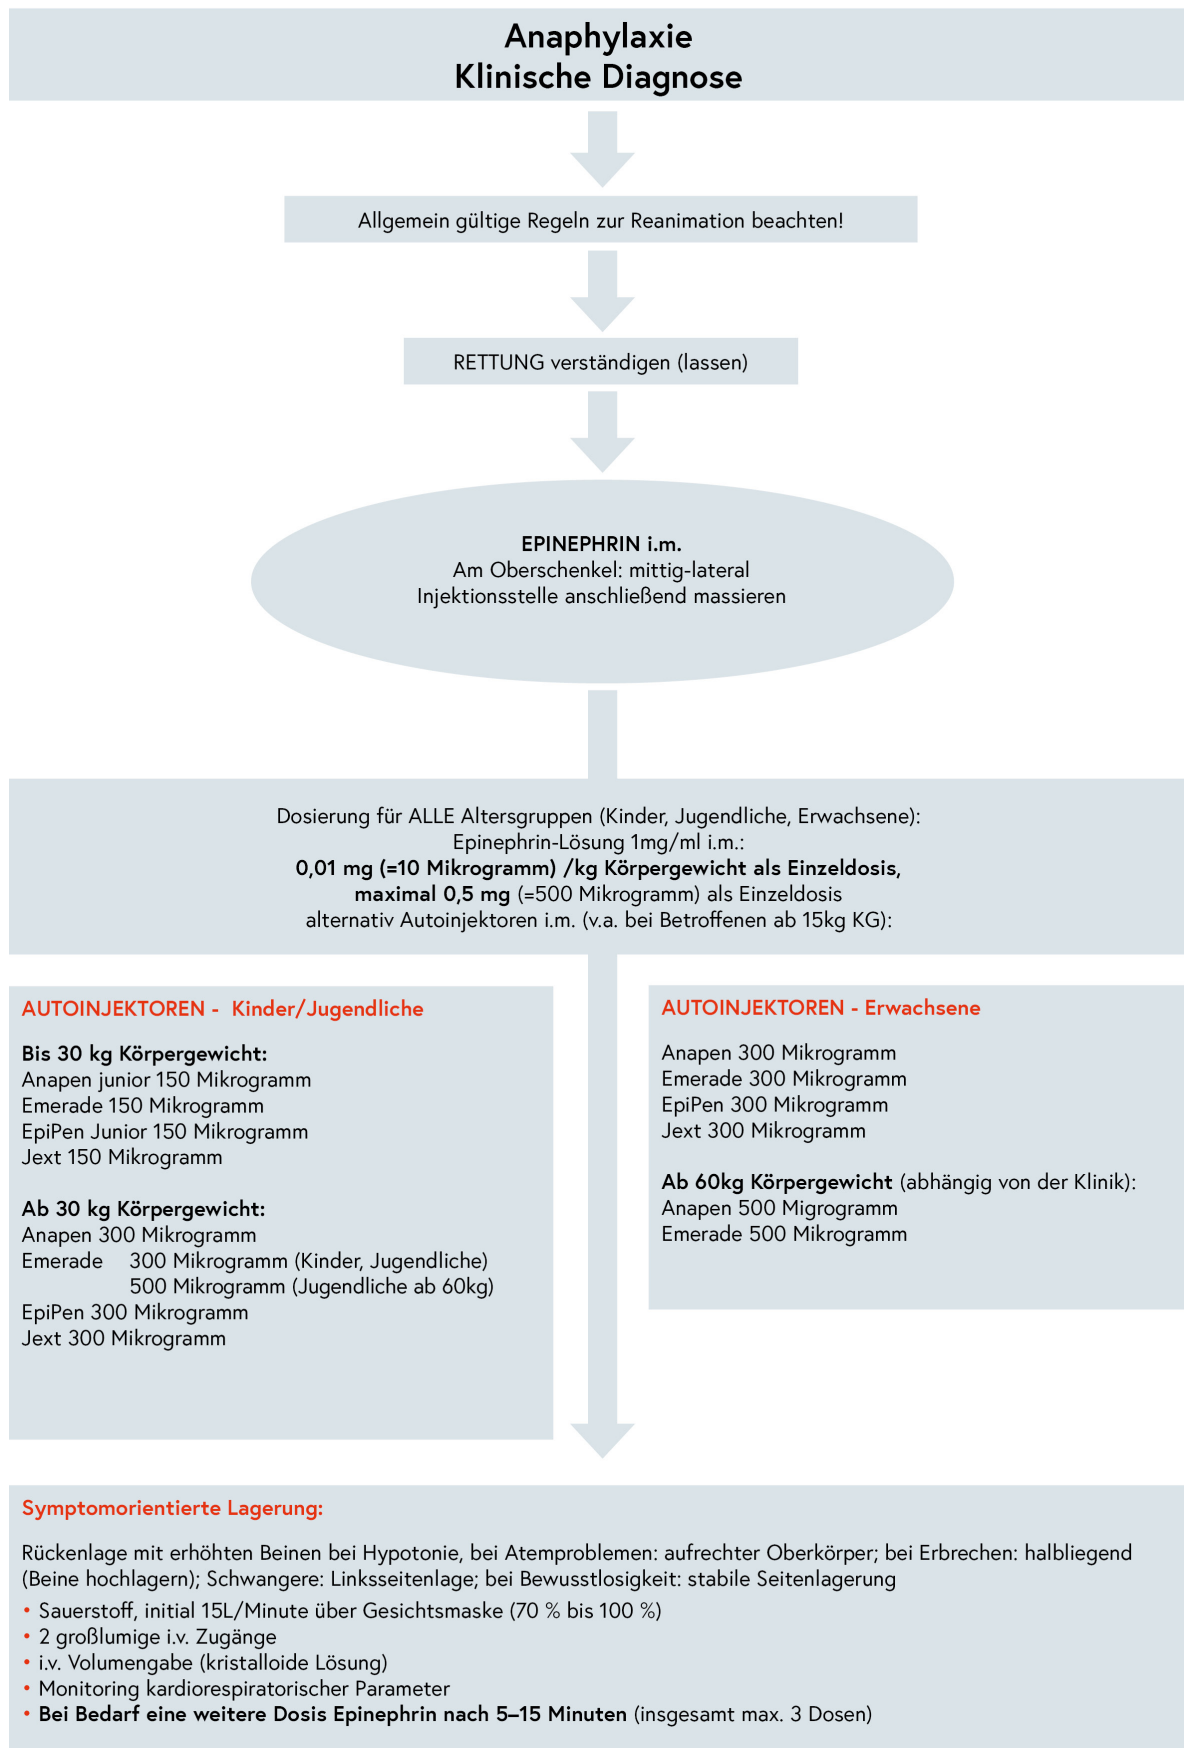 Anaphylaxie
Klinische Diagnose
Allgemein gültige Regeln zur Reanimation beachten!
RETTUNG verständigen (lassen)
EPINEPHRIN i.m.
Am Oberschenkel: mittig-lateral
Injektionsstelle anschließend massieren
Dosierung für ALLE Altersgruppen (Kinder, Jugendliche, Erwachsene):
Epinephrin-Lösung 1mg/ml i.m.:
0,01 mg (=10 Mikrogramm) /kg Körpergewicht als Einzeldosis,
maximal 0,5 mg (=500 Mikrogramm) als Einzeldosis
alternativ Autoinjektoren i.m. (v.a. bei Betroffenen ab 15kg KG):
AUTOINJEKTOREN - Kinder/Jugendliche
Bis 30 kg Körpergewicht:
Anapen junior 150 Mikrogramm
Emerade 150 Mikrogramm
EpiPen Junior 150 Mikrogramm
Jext 150 Mikrogramm
Ab 30 kg Körpergewicht:
Anapen 300 Mikrogramm
Emerade 300 Mikrogramm (Kinder, Jugendliche)
500 Mikrogramm (Jugendliche ab 60kg)
EpiPen 300 Mikrogramm
Jext 300 Mikrogramm
AUTOINJEKTOREN - Erwachsene
Anapen 300 Mikrogramm
Emerade 300 Mikrogramm
EpiPen 300 Mikrogramm
Jext 300 Mikrogramm
Ab 60kg Körpergewicht (abhängig von der Klinik):
Anapen 500 Migrogramm
Emerade 500 Mikrogramm
Symptomorientierte Lagerung:
Rückenlage mit erhöhten Beinen bei Hypotonie, bei Atemproblemen: aufrechter Oberkörper; bei Erbrechen: halbliegend
(Beine hochlagern); Schwangere: Linksseitenlage; bei Bewusstlosigkeit: stabile Seitenlagerung
• Sauerstoff, initial 15L/Minute über Gesichtsmaske (70 % bis 100 %)
• 2 großlumige i.v. Zugänge
• i.v. Volumengabe (kristalloide Lösung)
• Monitoring kardiorespiratorischer Parameter
• Bei Bedarf eine weitere Dosis Epinephrin nach 5–15 Minuten (insgesamt max. 3 Dosen)